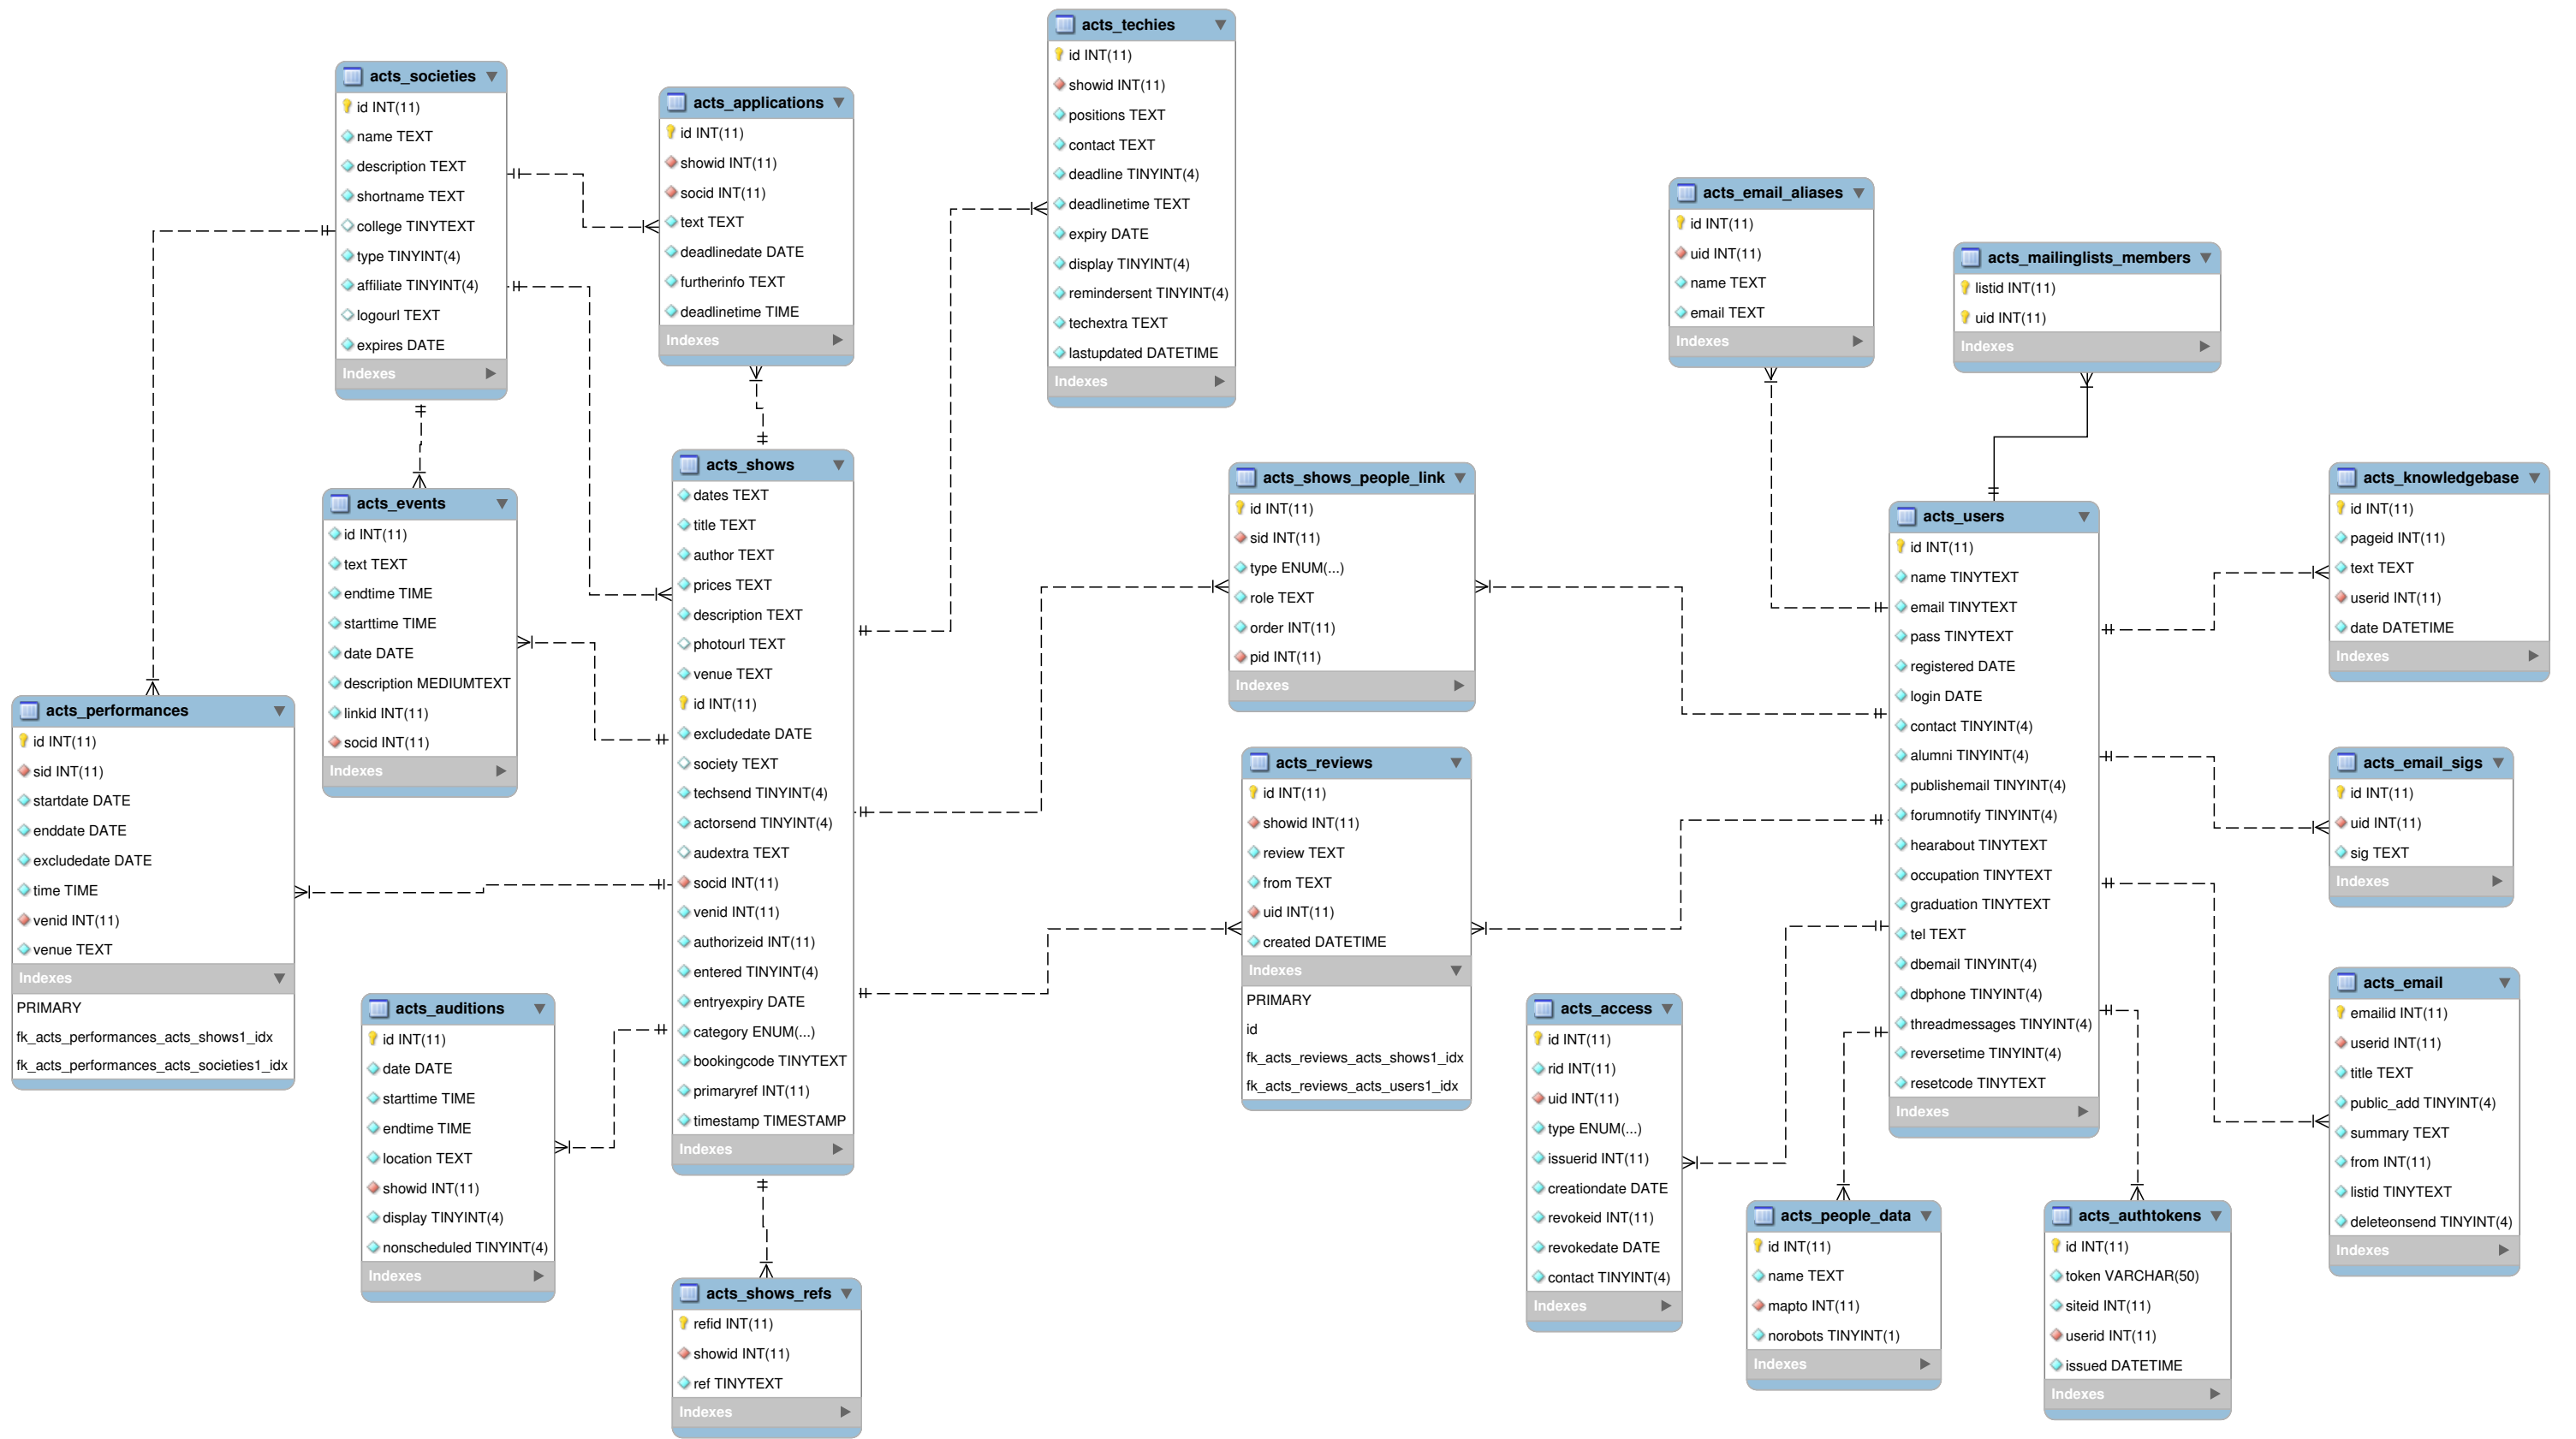 acts_techies
id INT(11)
showid INT(11)
positions TEXT
contact TEXT
deadline TINYINT(4)
deadlinetime TEXT
expiry DATE
display TINYINT(4)
remindersent TINYINT(4)
techextra TEXT
lastupdated DATETIME
Indexes
acts_societies
id INT(11)
name TEXT
description TEXT
shortname TEXT
college TINYTEXT
type TINYINT(4)
affiliate TINYINT(4)
logourl TEXT
expires DATE
Indexes
acts_applications
id INT(11)
showid INT(11)
socid INT(11)
text TEXT
deadlinedate DATE
furtherinfo TEXT
deadlinetime TIME
Indexes
acts_email_aliases
id INT(11)
uid INT(11)
name TEXT
email TEXT
Indexes
acts_mailinglists_members
listid INT(11)
uid INT(11)
Indexes
acts_shows
dates TEXT
title TEXT
author TEXT
prices TEXT
description TEXT
photourl TEXT
venue TEXT
id INT(11)
excludedate DATE
society TEXT
techsend TINYINT(4)
actorsend TINYINT(4)
audextra TEXT
socid INT(11)
venid INT(11)
authorizeid INT(11)
entered TINYINT(4)
entryexpiry DATE
category ENUM(...)
bookingcode TINYTEXT
primaryref INT(11)
timestamp TIMESTAMP
Indexes
acts_shows_people_link
id INT(11)
sid INT(11)
type ENUM(...)
role TEXT
order INT(11)
pid INT(11)
Indexes
acts_knowledgebase
id INT(11)
pageid INT(11)
text TEXT
userid INT(11)
date DATETIME
Indexes
acts_events
id INT(11)
text TEXT
endtime TIME
starttime TIME
date DATE
description MEDIUMTEXT
linkid INT(11)
socid INT(11)
Indexes
acts_users
id INT(11)
name TINYTEXT
email TINYTEXT
pass TINYTEXT
registered DATE
login DATE
contact TINYINT(4)
alumni TINYINT(4)
publishemail TINYINT(4)
forumnotify TINYINT(4)
hearabout TINYTEXT
occupation TINYTEXT
graduation TINYTEXT
tel TEXT
dbemail TINYINT(4)
dbphone TINYINT(4)
threadmessages TINYINT(4)
reversetime TINYINT(4)
resetcode TINYTEXT
Indexes
acts_performances
id INT(11)
sid INT(11)
startdate DATE
enddate DATE
excludedate DATE
time TIME
venid INT(11)
venue TEXT
Indexes
PRIMARY
fk_acts_performances_acts_shows1_idx
fk_acts_performances_acts_societies1_idx
acts_reviews
id INT(11)
showid INT(11)
review TEXT
from TEXT
uid INT(11)
created DATETIME
Indexes
PRIMARY
id
fk_acts_reviews_acts_shows1_idx
fk_acts_reviews_acts_users1_idx
acts_email_sigs
id INT(11)
uid INT(11)
sig TEXT
Indexes
acts_email
emailid INT(11)
userid INT(11)
title TEXT
public_add TINYINT(4)
summary TEXT
from INT(11)
listid TINYTEXT
deleteonsend TINYINT(4)
Indexes
acts_auditions
id INT(11)
date DATE
starttime TIME
endtime TIME
location TEXT
showid INT(11)
display TINYINT(4)
nonscheduled TINYINT(4)
Indexes
acts_access
id INT(11)
rid INT(11)
uid INT(11)
type ENUM(...)
issuerid INT(11)
creationdate DATE
revokeid INT(11)
revokedate DATE
contact TINYINT(4)
Indexes
acts_people_data
id INT(11)
name TEXT
mapto INT(11)
norobots TINYINT(1)
Indexes
acts_authtokens
id INT(11)
token VARCHAR(50)
siteid INT(11)
userid INT(11)
issued DATETIME
Indexes
acts_shows_refs
refid INT(11)
showid INT(11)
ref TINYTEXT
Indexes